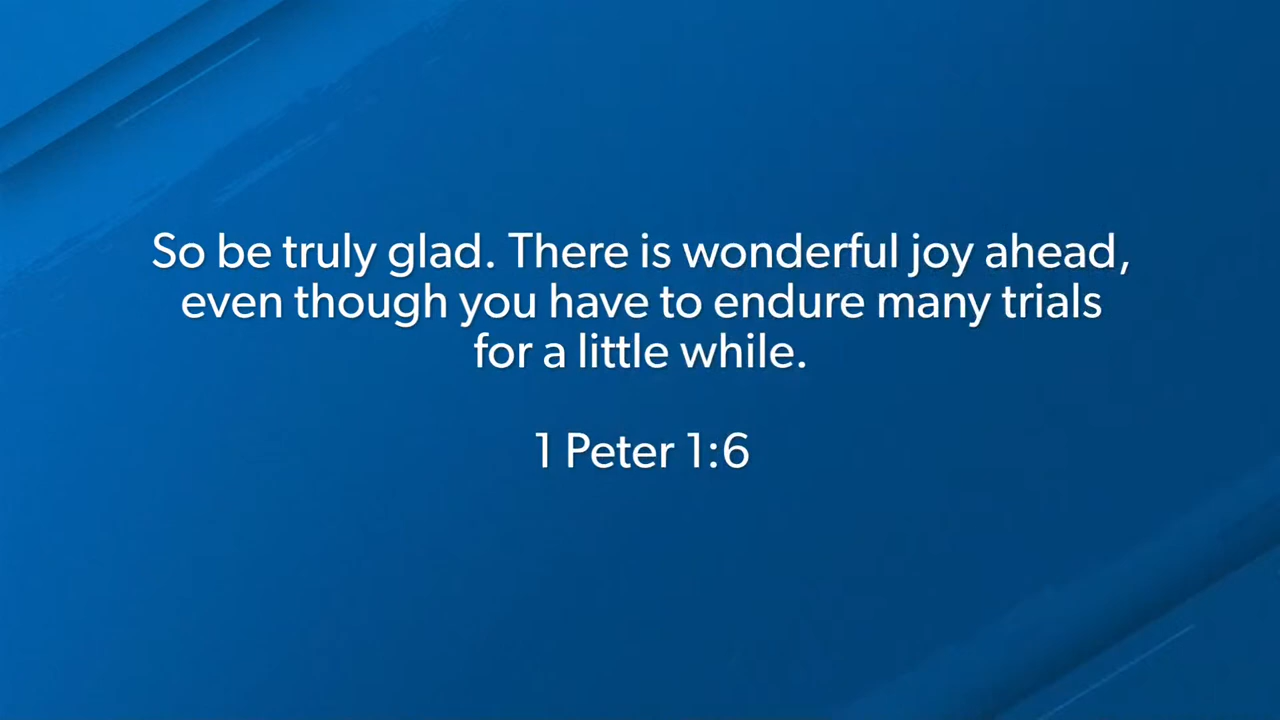 So be truly glad. There is wonderful joy ahead,
even though you have to endure many trials
for a little while.
1 Peter 1:6